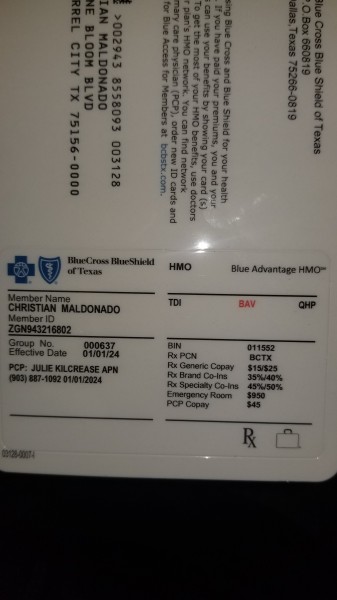 Blue Cross Blue Shield of Texas
P.O. Box 660819
Dallas, Texas 75266-0819
sing Blue Cross and Blue Shield for your health
If you have paid your premiums, you and your
can use your benefits by showing your card (s)
To get the most of your HMO benefits, use doctors
plan's HMO network. You can find network
mary care physician (PCP), order new ID cards and
for Blue Access for Members at bcbstx.com.
>002943 8558093 003128
IAN MALDONADO
NE BLOOM BLVD
RREL CITY TX 75156-0000
BlueCross BlueShield
of Texas
HMO
Blue Advantage HMO℠
Member Name
CHRISTIAN MALDONADO
Member ID
ZGN943216802
Group No. 000637
Effective Date 01/01/24
PCP: JULIE KILCREASE APN
(903) 887-1092 01/01/2024
TDI BAV QHP
BIN 011552
Rx PCN BCTX
Rx Generic Copay $15/$25
Rx Brand Co-Ins 35%/40%
Rx Specialty Co-Ins 45%/50%
Emergency Room $950
PCP Copay $45
Rx